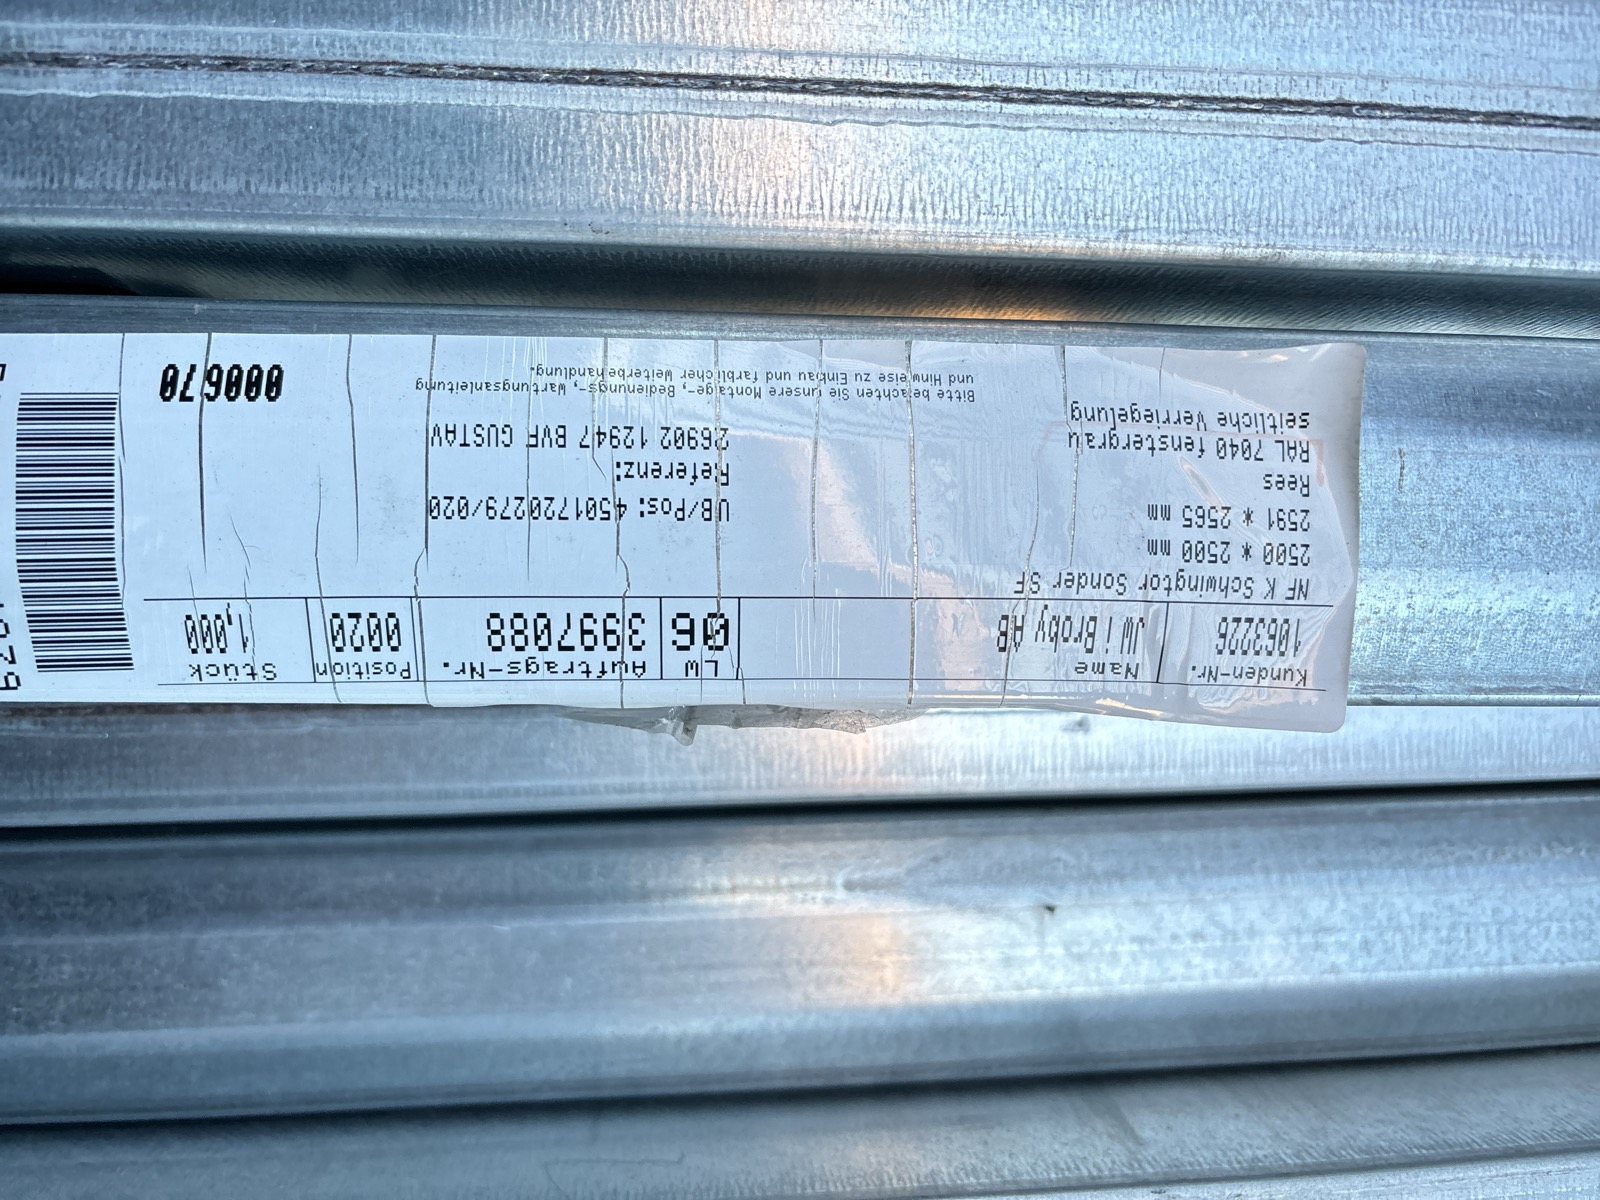 Kunden-Nr. Name LW Auftrags-Nr. Position Stück
1063226 JW i Broby AB 06 3997088 0020 1,000
NF K Schwingtor Sonder SF
2500 * 2500 mm
2591 * 2565 mm
Rees
RAL 7040 fenstergrau
seitliche Verriegelung
UB/Pos: 4501720279/020
Referenz:
26902 12947 BVF GUSTAV
Bitte beachten Sie unsere Montage-, Bedienungs-, Wartungsanleitung
und Hinweise zu Einbau und farblicher Weiterbehandlung.
000670